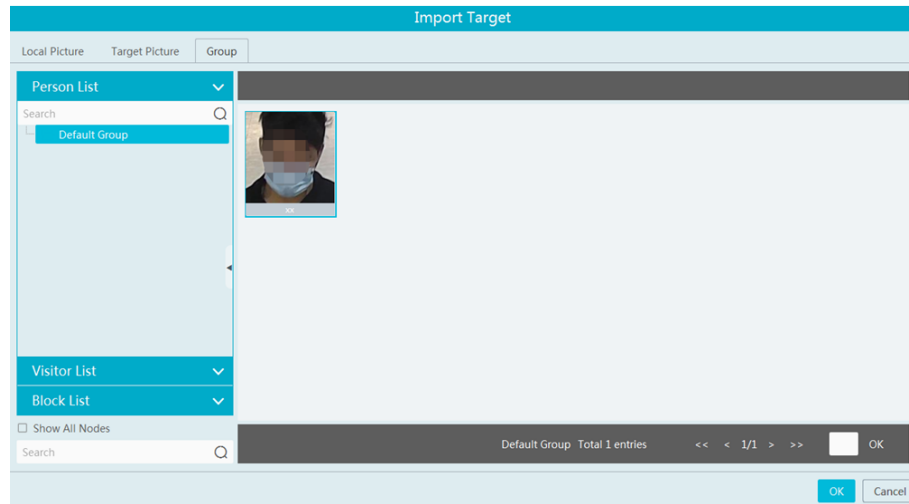 Import Target
Local Picture Target Picture Group
Person List
Search
Default Group
xx
Visitor List
Block List
Show All Nodes
Search
Default Group Total 1 entries << < 1/1 > >> OK
OK Cancel